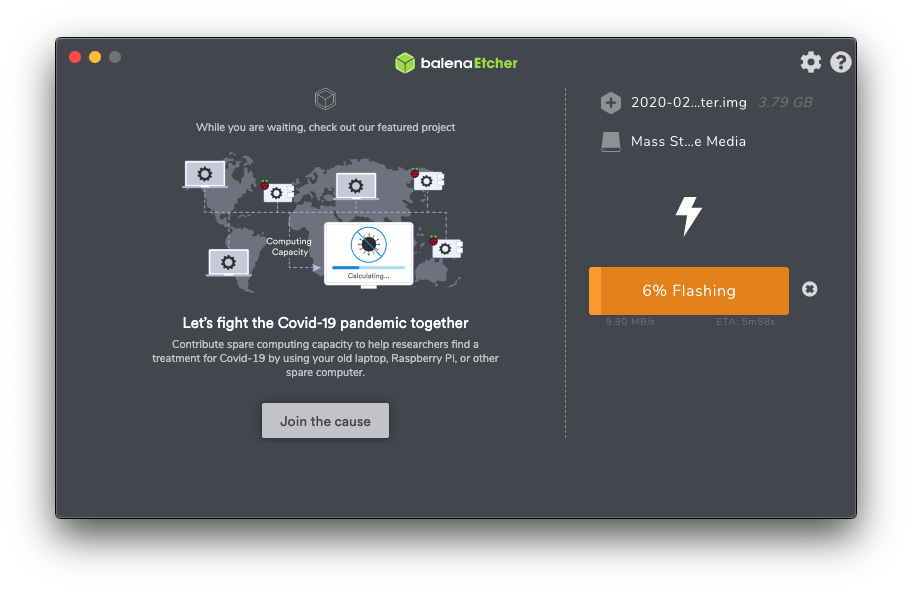 balenaEtcher
While you are waiting, check out our featured project
Computing
Capacity
Calculating...
Let's fight the Covid-19 pandemic together
Contribute spare computing capacity to help researchers find a
treatment for Covid-19 by using your old laptop, Raspberry Pi, or other
spare computer.
Join the cause
2020-02...ter.img 3.79 GB
Mass St...e Media
6% Flashing
9.90 MB/s ETA: 5m58s